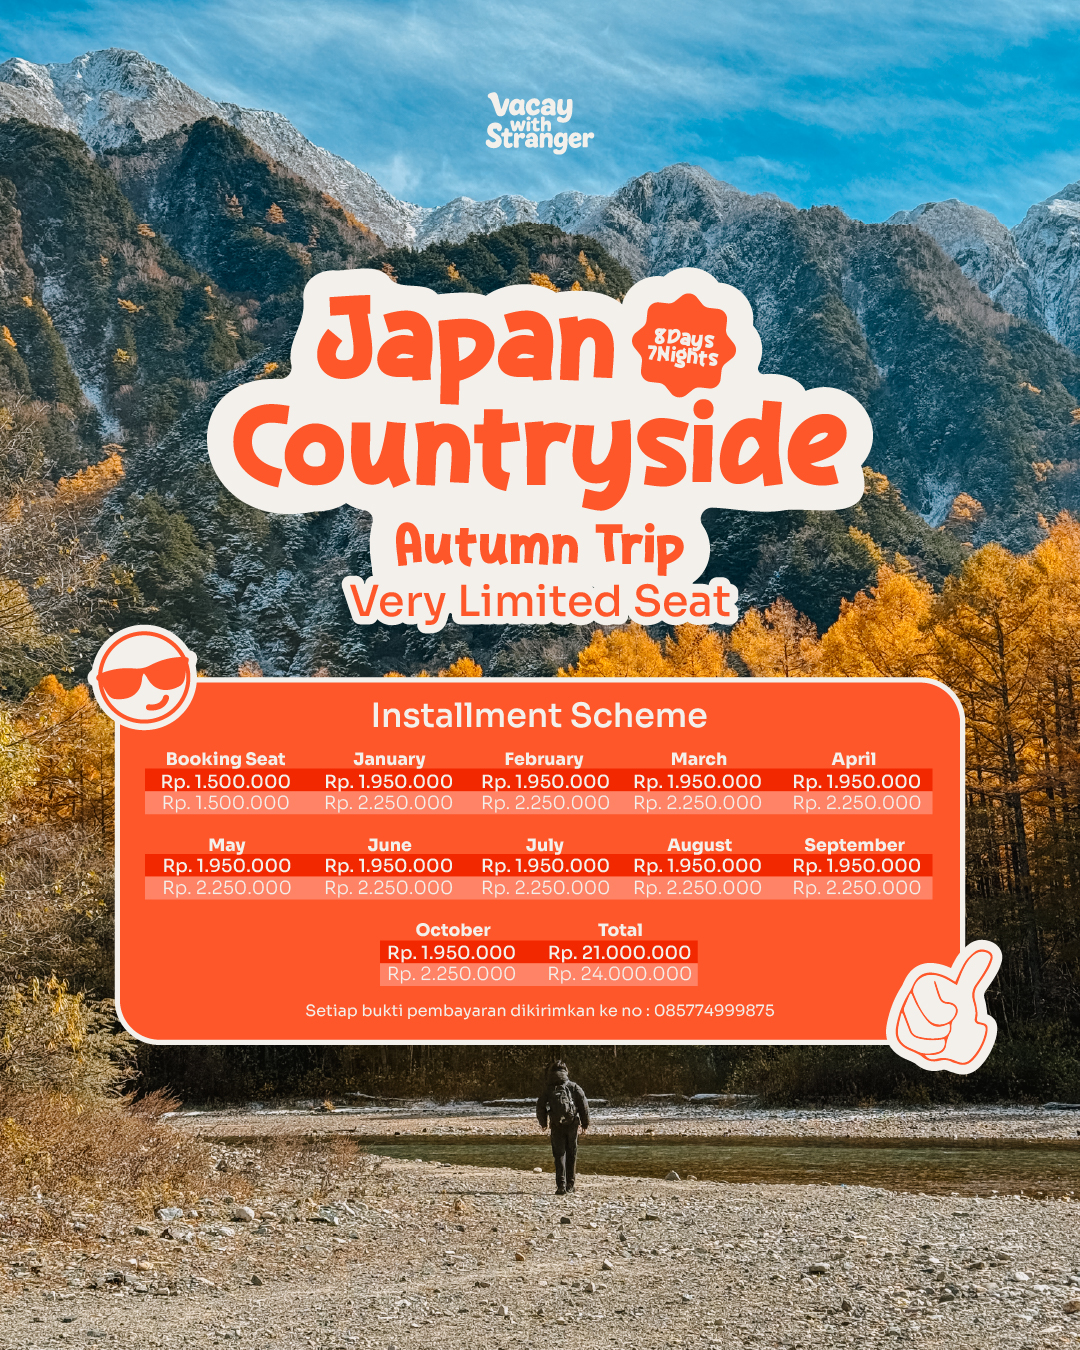 Vacay
with
Stranger
Japan
8Days
7Nights
Countryside
Autumn Trip
Very Limited Seat
Installment Scheme
Booking Seat January February March April
Rp. 1.500.000 Rp. 1.950.000 Rp. 1.950.000 Rp. 1.950.000 Rp. 1.950.000
Rp. 1.500.000 Rp. 2.250.000 Rp. 2.250.000 Rp. 2.250.000 Rp. 2.250.000
May June July August September
Rp. 1.950.000 Rp. 1.950.000 Rp. 1.950.000 Rp. 1.950.000 Rp. 1.950.000
Rp. 2.250.000 Rp. 2.250.000 Rp. 2.250.000 Rp. 2.250.000 Rp. 2.250.000
October Total
Rp. 1.950.000 Rp. 21.000.000
Rp. 2.250.000 Rp. 24.000.000
Setiap bukti pembayaran dikirimkan ke no : 085774999875